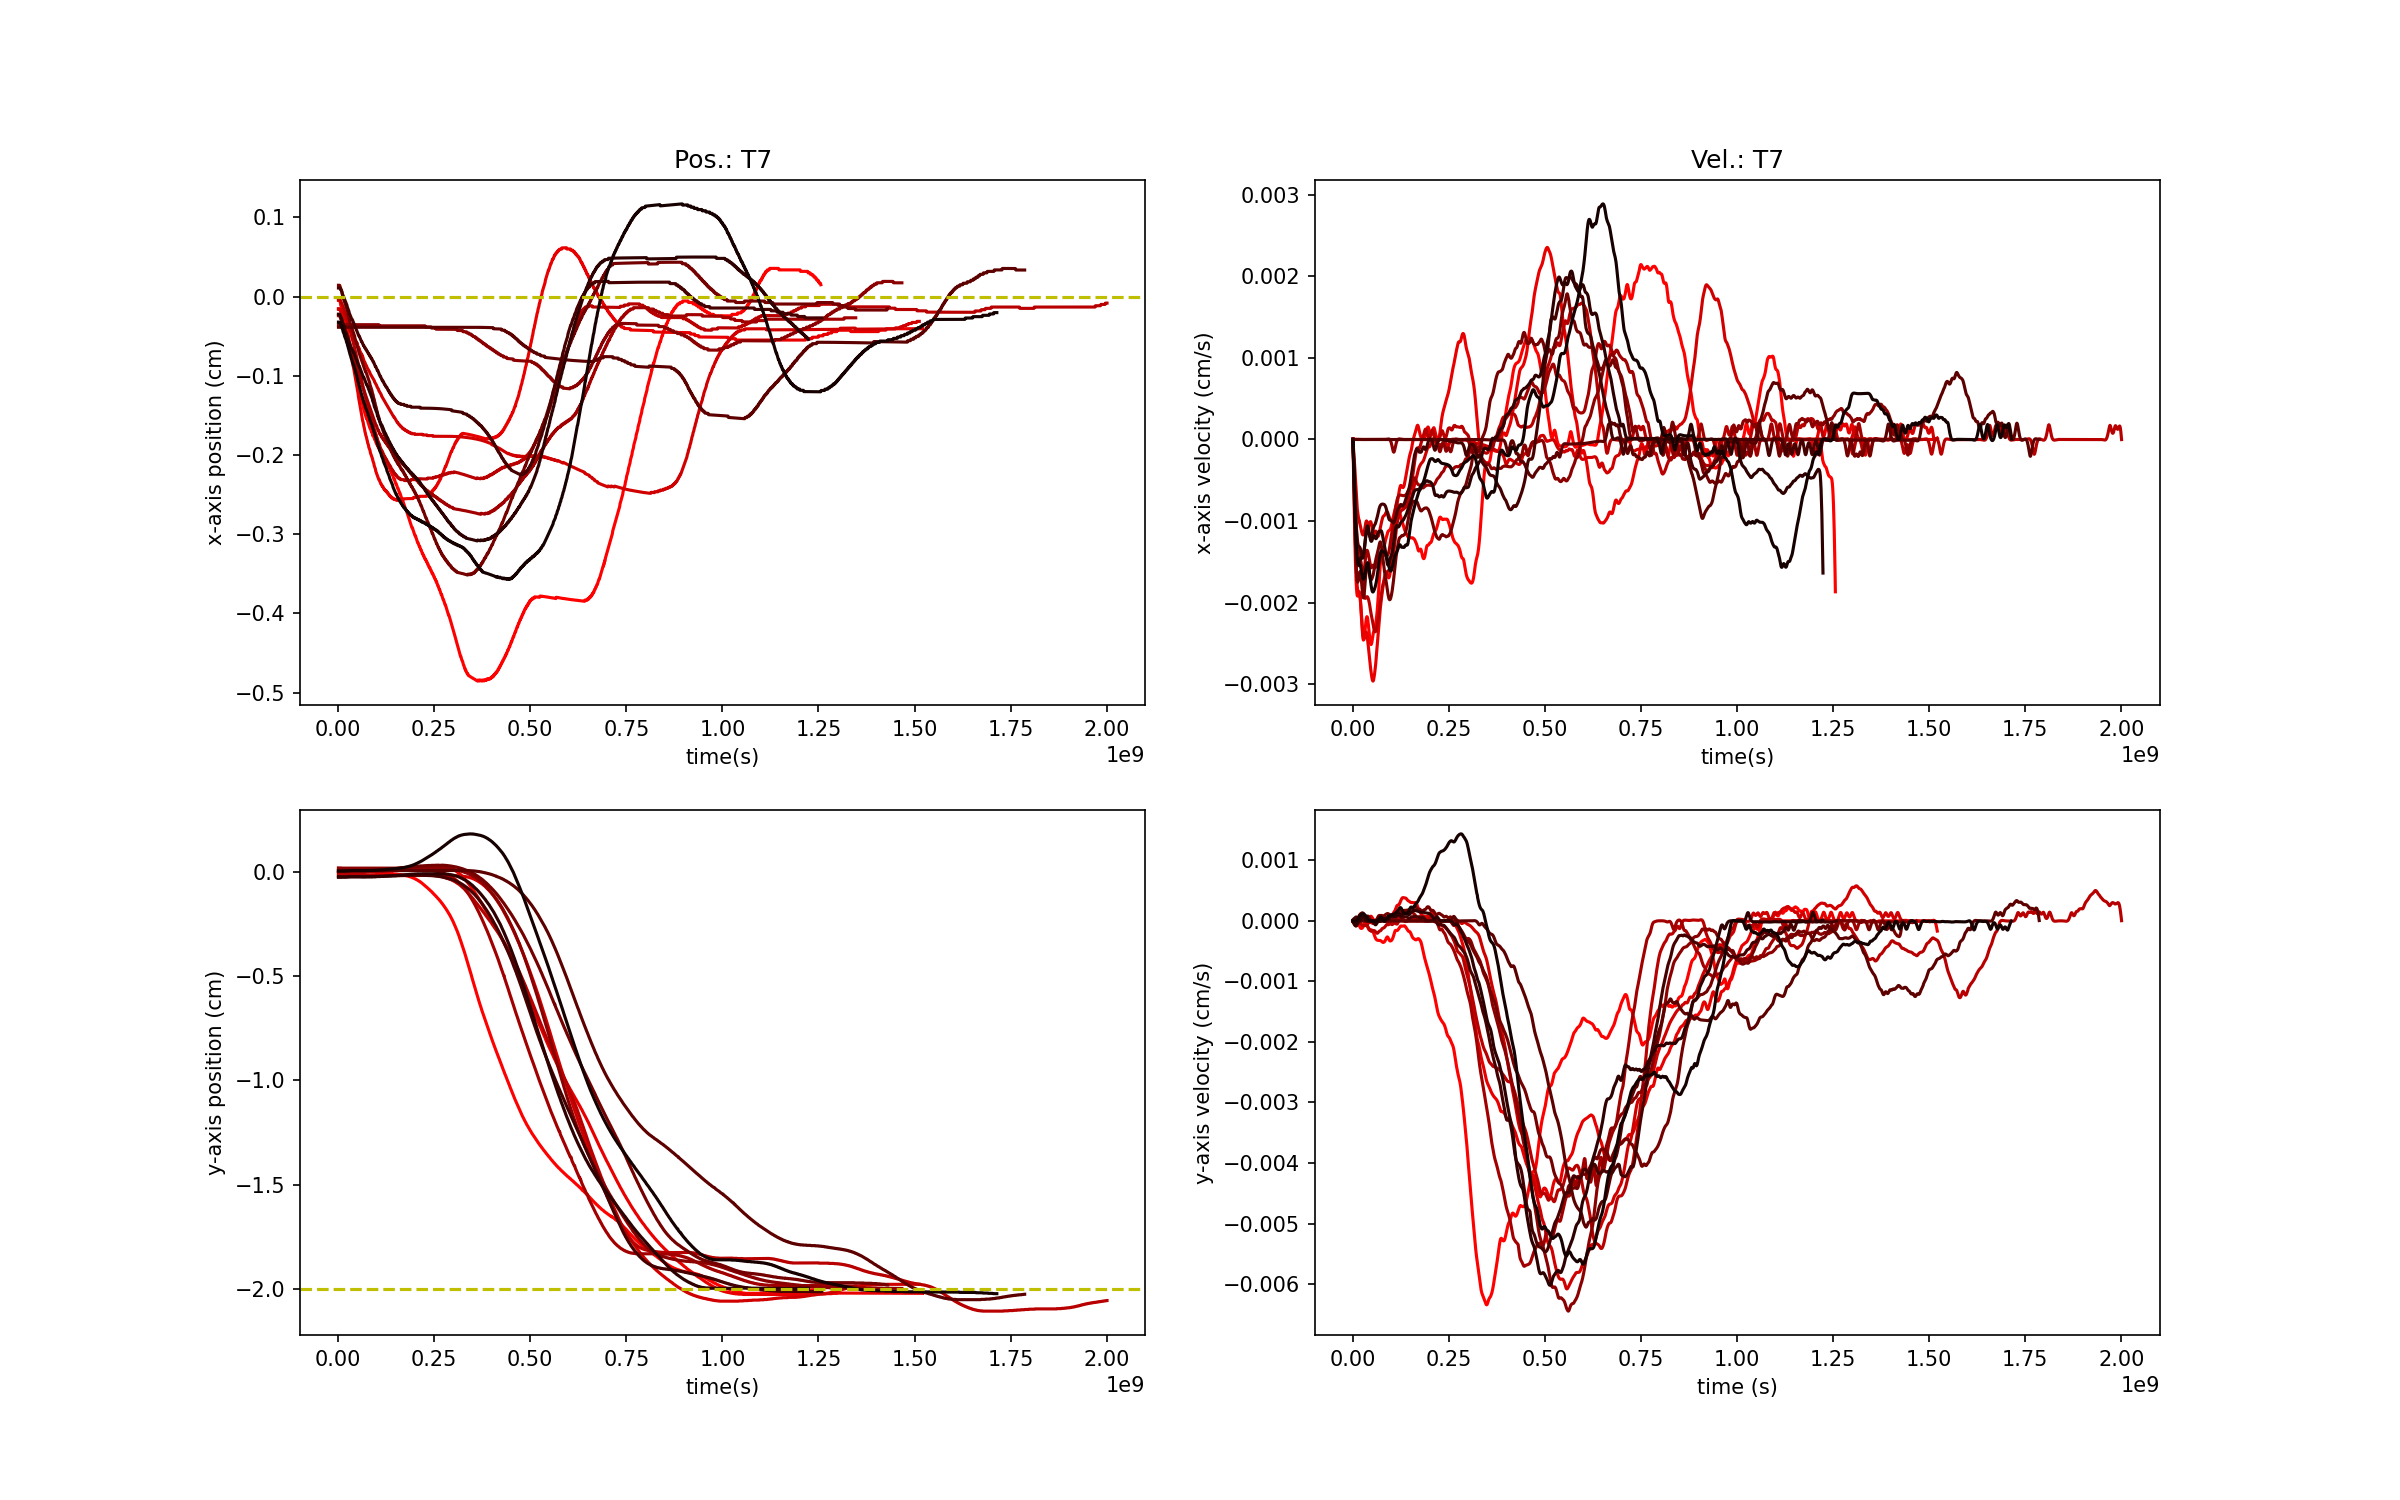 Pos.: T7
0.1
0.0
−0.1
−0.2
−0.3
−0.4
−0.5
x-axis position (cm)
0.00 0.25 0.50 0.75 1.00 1.25 1.50 1.75 2.00
time(s)
1e9
Vel.: T7
0.003
0.002
0.001
0.000
−0.001
−0.002
−0.003
x-axis velocity (cm/s)
0.00 0.25 0.50 0.75 1.00 1.25 1.50 1.75 2.00
time(s)
1e9
0.0
−0.5
−1.0
−1.5
−2.0
y-axis position (cm)
0.00 0.25 0.50 0.75 1.00 1.25 1.50 1.75 2.00
time(s)
1e9
0.001
0.000
−0.001
−0.002
−0.003
−0.004
−0.005
−0.006
y-axis velocity (cm/s)
0.00 0.25 0.50 0.75 1.00 1.25 1.50 1.75 2.00
time (s)
1e9